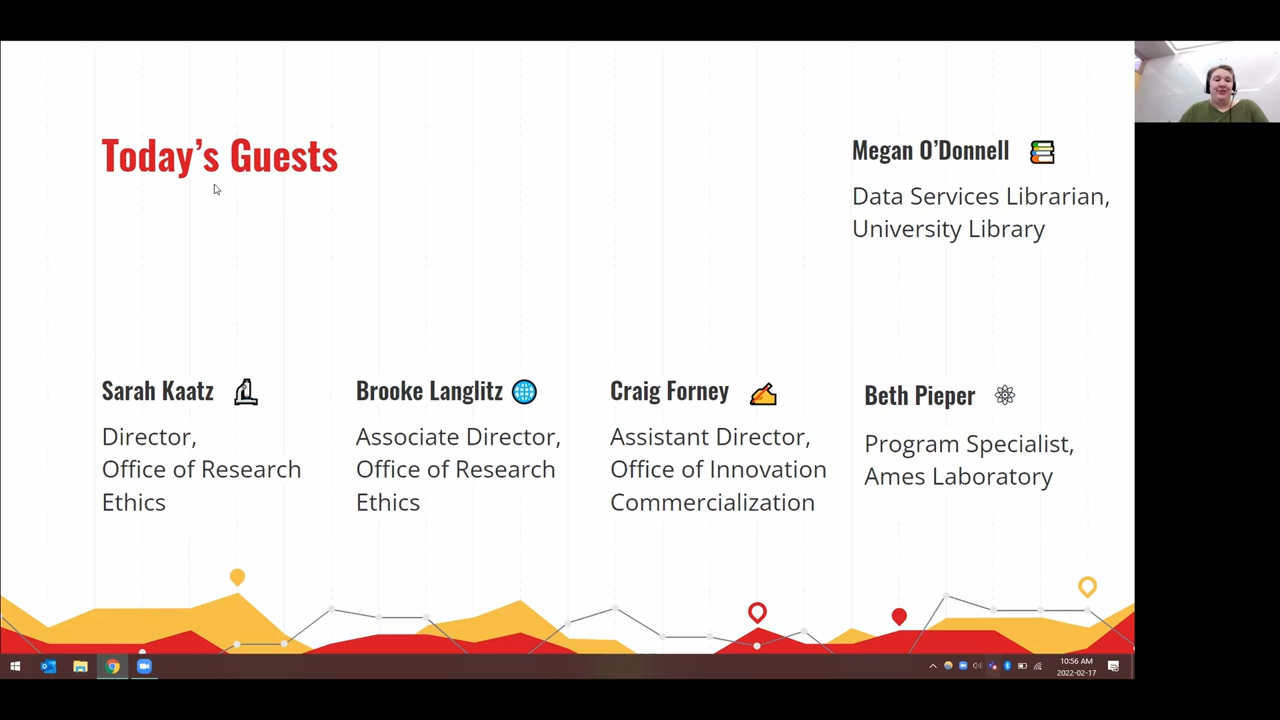 Today's Guests
Megan O'Donnell
Data Services Librarian,
University Library
Sarah Kaatz
Director,
Office of Research
Ethics
Brooke Langlitz
Associate Director,
Office of Research
Ethics
Craig Forney
Assistant Director,
Office of Innovation
Commercialization
Beth Pieper
Program Specialist,
Ames Laboratory
10:56 AM
2022-02-17